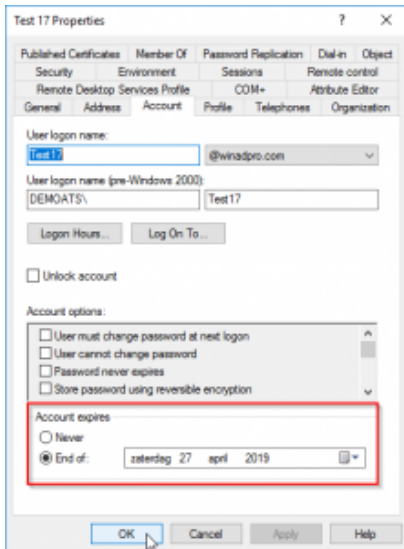 Test 17 Properties ? ×
Published Certificates Member Of Password Replication Dial-in Object
Security Environment Sessions Remote control
Remote Desktop Services Profile COM+ Attribute Editor
General Address Account Profile Telephones Organization
User logon name:
Test17 @winadpro.com
User logon name (pre-Windows 2000):
DEMOATS\ Test17
Logon Hours... Log On To...
Unlock account
Account options:
User must change password at next logon
User cannot change password
Password never expires
Store password using reversible encryption
Account expires
Never
End of: zaterdag 27 april 2019
OK Cancel Apply Help